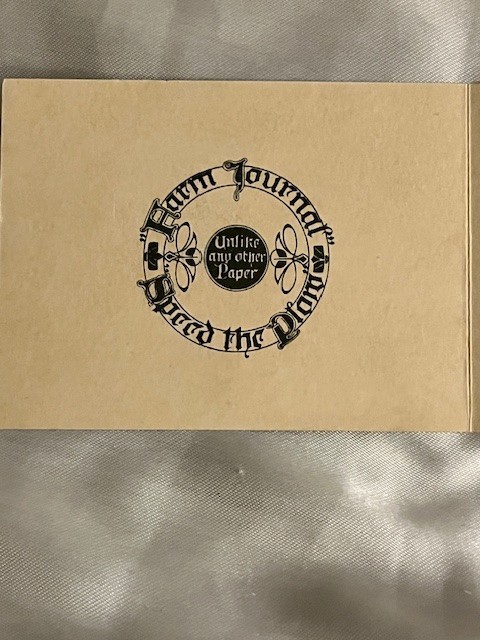 "Farm Journal"
Unlike
any other
Paper
"Speed the Plow"